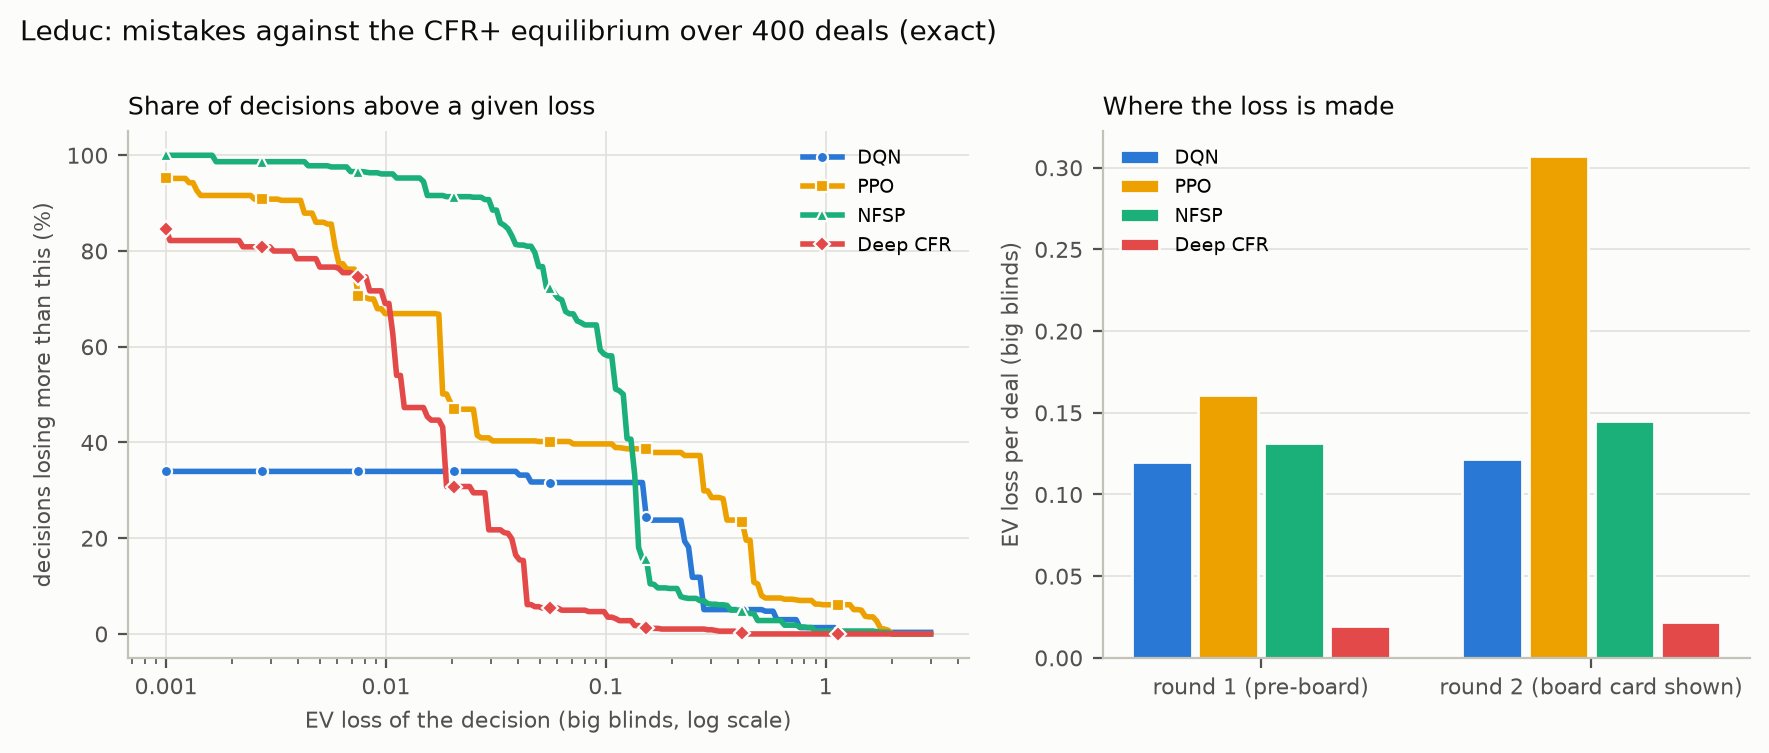 Leduc: mistakes against the CFR+ equilibrium over 400 deals (exact)
Share of decisions above a given loss
decisions losing more than this (%)
100
80
60
40
20
0
DQN
PPO
NFSP
Deep CFR
0.001
0.01
0.1
1
EV loss of the decision (big blinds, log scale)
Where the loss is made
EV loss per deal (big blinds)
0.30
0.25
0.20
0.15
0.10
0.05
0.00
DQN
PPO
NFSP
Deep CFR
round 1 (pre-board)
round 2 (board card shown)